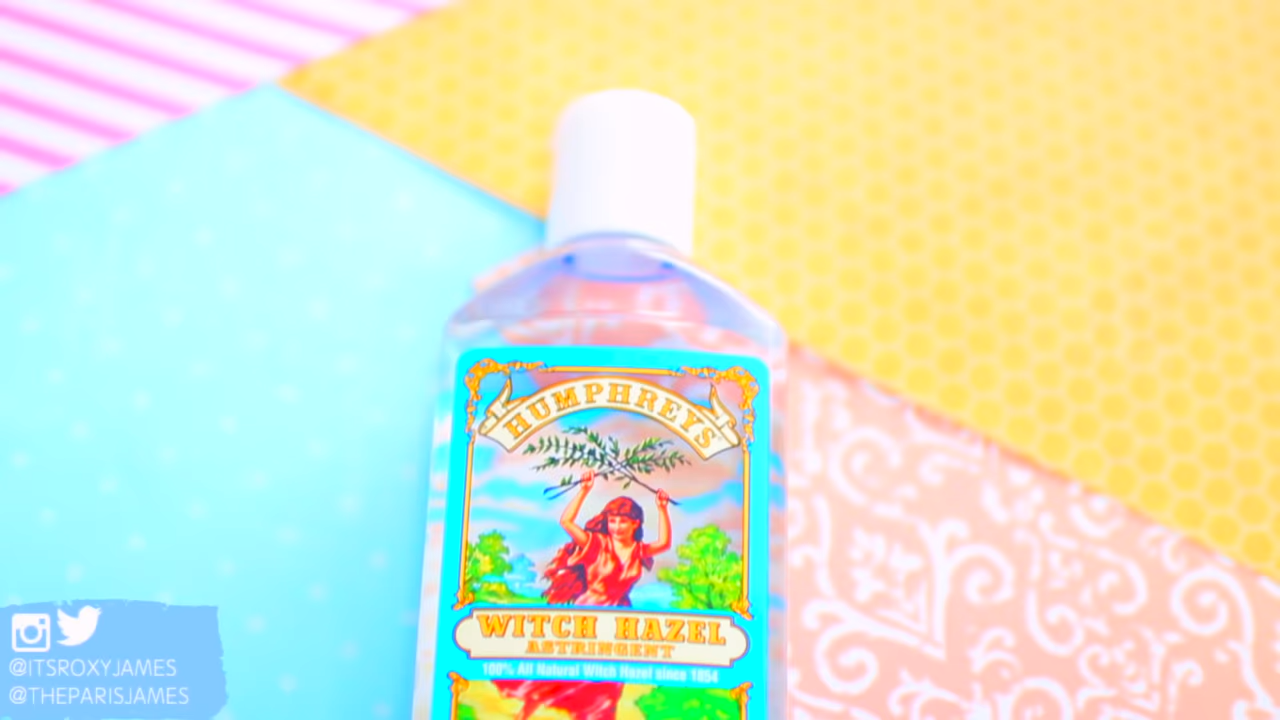 HUMPHREYS
WITCH HAZEL
ASTRINGENT
100% All Natural Witch Hazel since 1854
@ITSROXYJAMES
@THEPARISJAMES